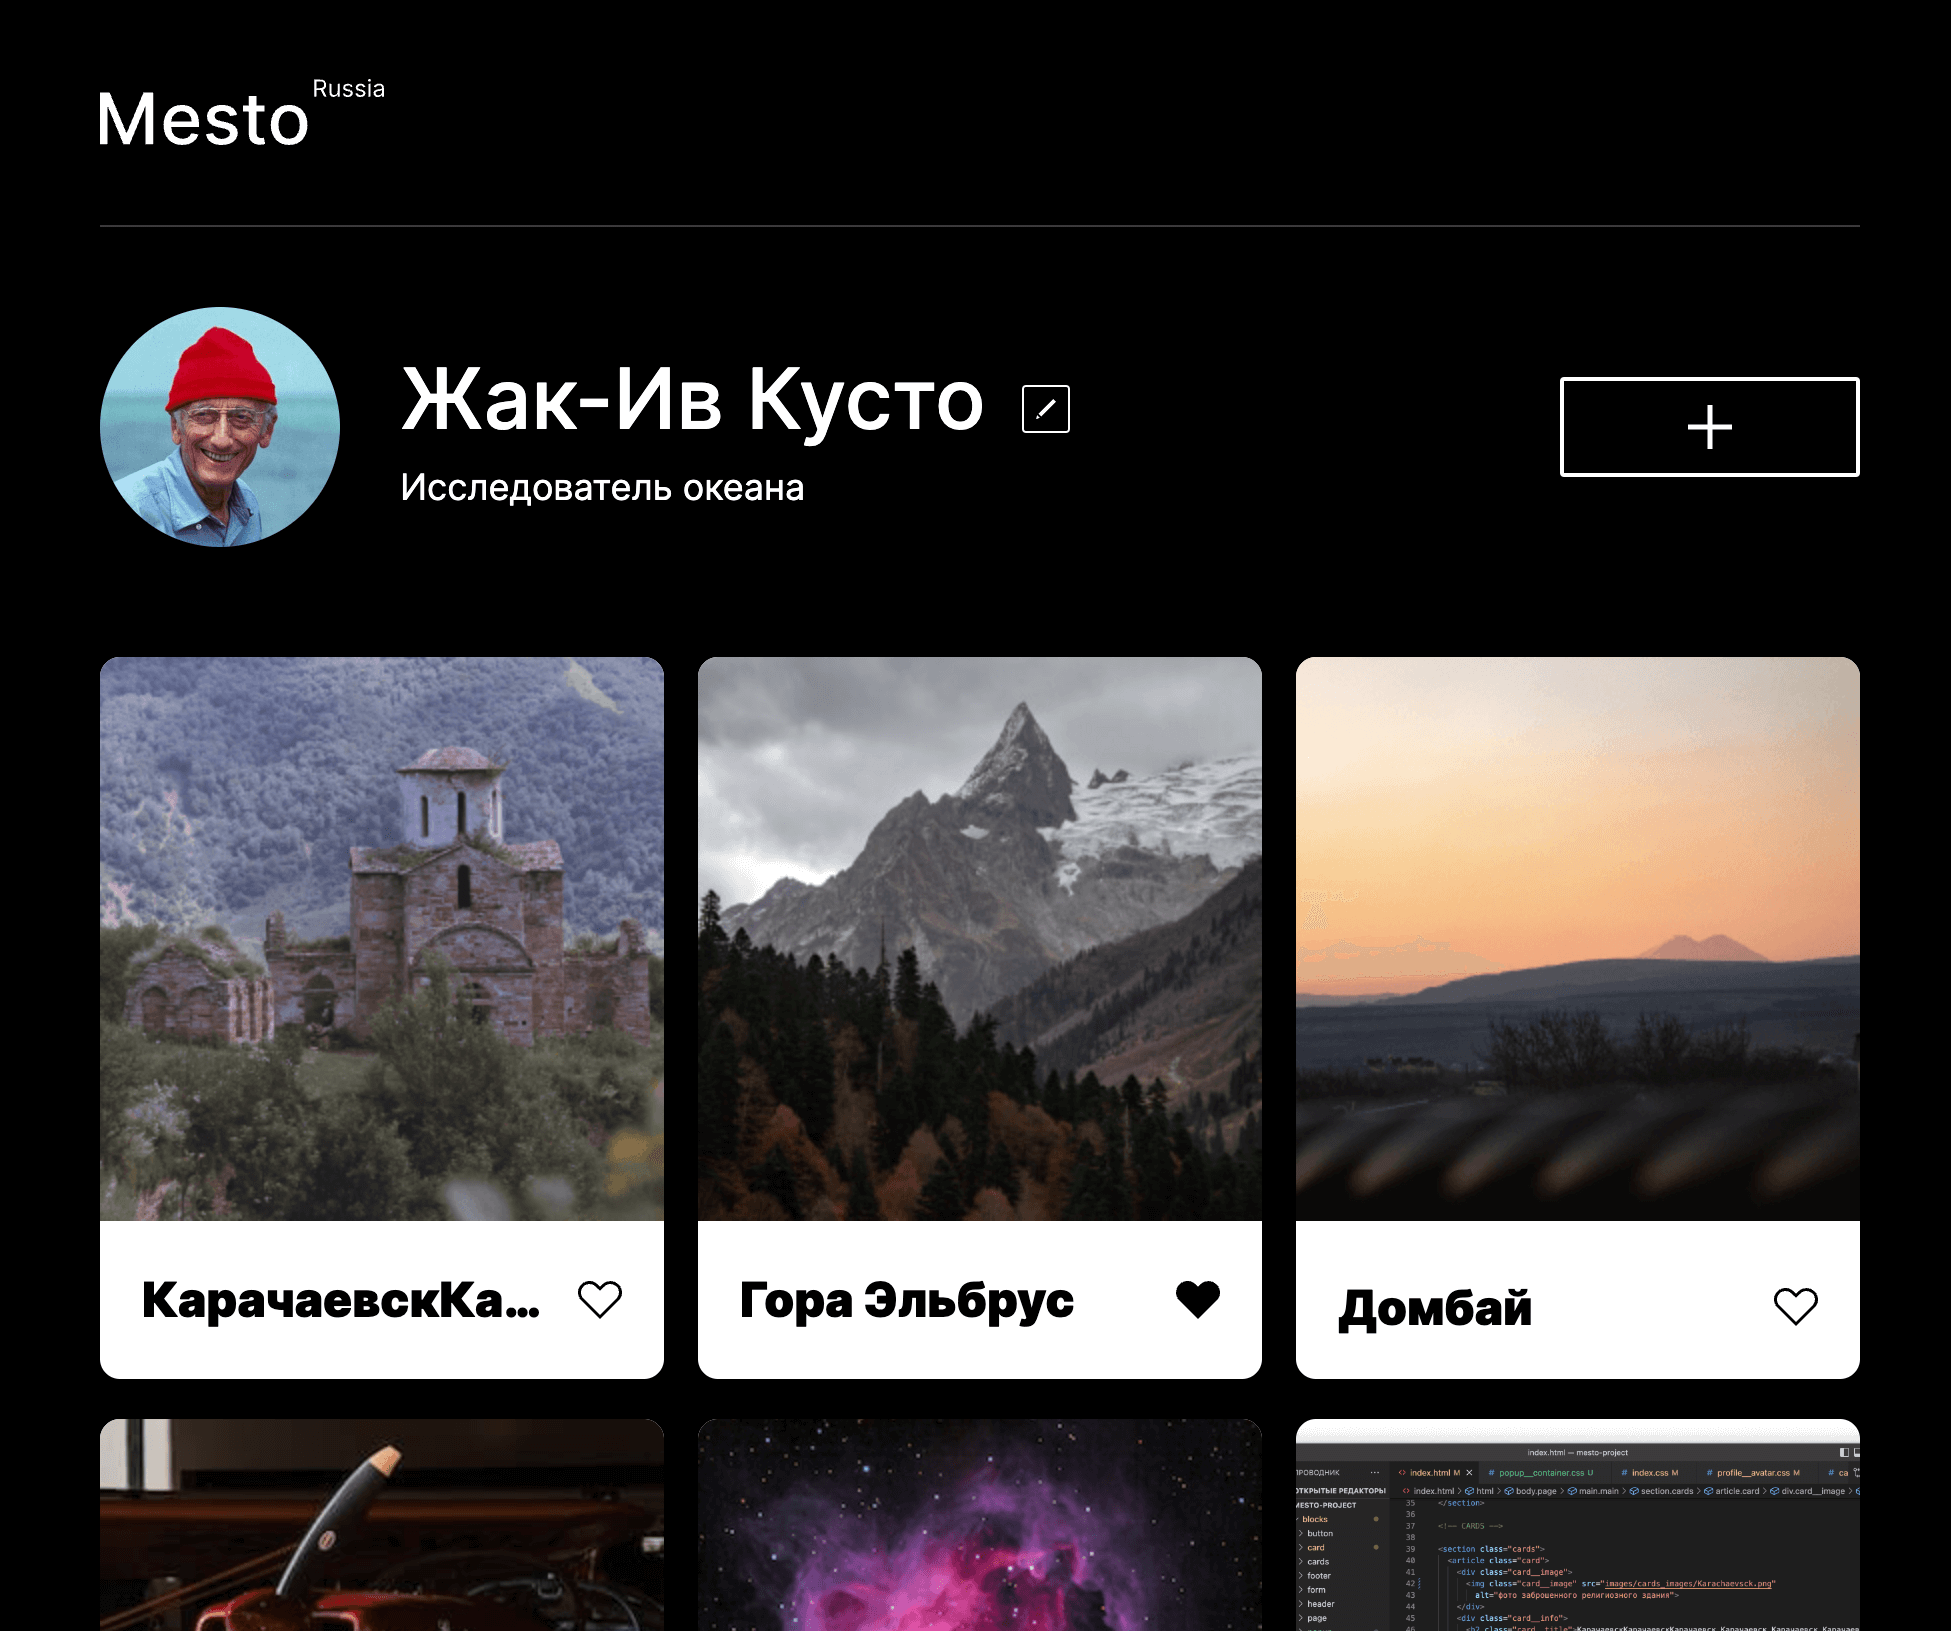 Mesto Russia
Жак-Ив Кусто
Исследователь океана
КарачаевскКа...
Гора Эльбрус
Домбай
index.html — mesto-project
ПРОВОДНИК ... <> index.html M × # popup__container.css U # index.css M # profile__avatar.css M # ca
ОТКРЫТЫЕ РЕДАКТОРЫ <> index.html > html > body.page > main.main > section.cards > article.card > div.card__image >
MESTO-PROJECT
blocks
> button
> card
> cards
> footer
> form
> header
> page
35 </section>
36
37 <!-- CARDS -->
38
39 <section class="cards">
40 <article class="card">
41 <div class="card__image">
42 <img class="card__image" src="images/cards_images/Karachaevsck.png"
43 alt="фото заброшенного религиозного здания">
44 </div>
45 <div class="card__info">